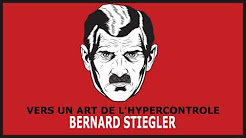 VERS UN ART DE L'HYPERCONTROLE
BERNARD STIEGLER